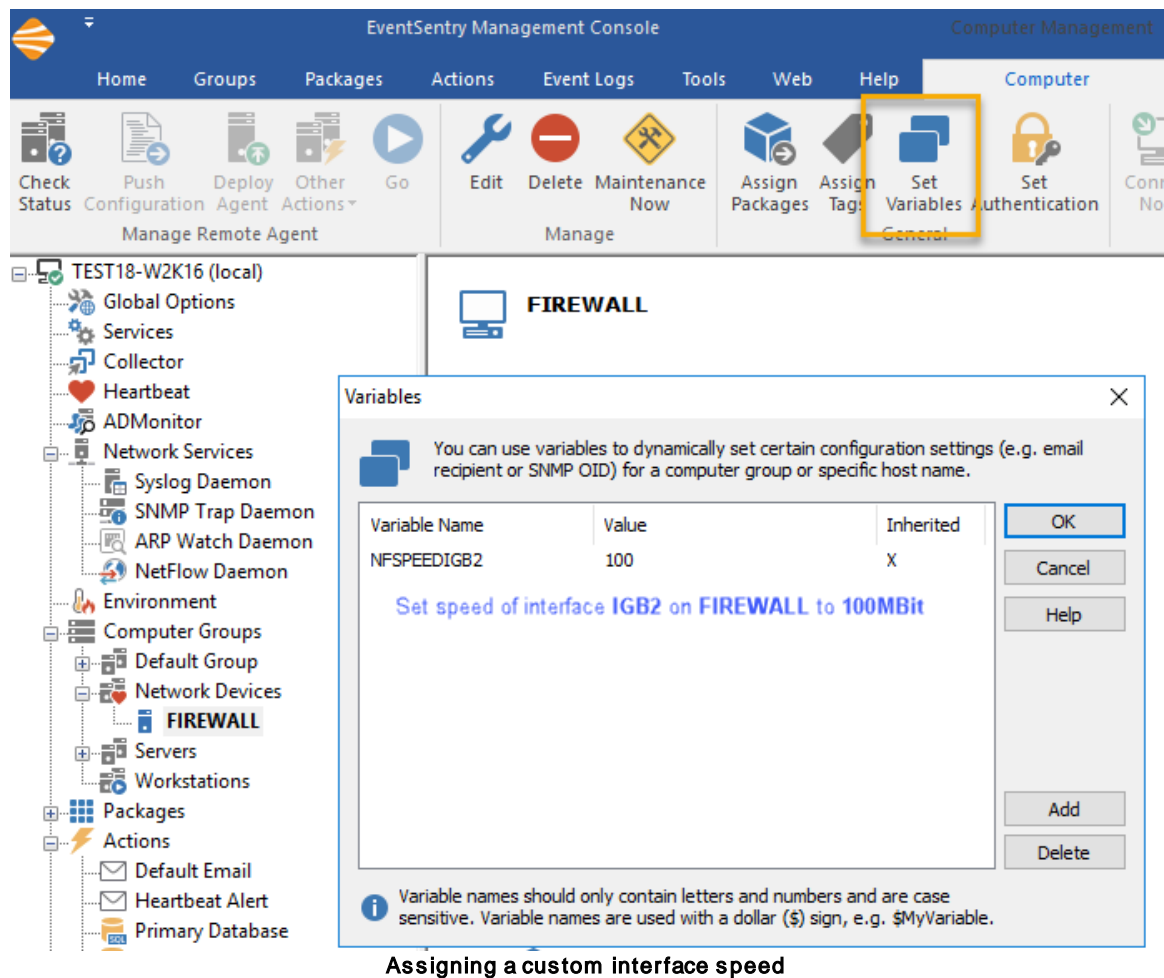 EventSentry Management Console
Computer Management
Home Groups Packages Actions Event Logs Tools Web Help Computer
Check Status
Push Configuration
Deploy Agent
Other Actions
Go
Edit
Delete
Maintenance Now
Assign Packages
Assign Tags
Set Variables
Set Authentication
Manage Remote Agent
Manage
General
TEST18-W2K16 (local)
Global Options
Services
Collector
Heartbeat
ADMonitor
Network Services
Syslog Daemon
SNMP Trap Daemon
ARP Watch Daemon
NetFlow Daemon
Environment
Computer Groups
Default Group
Network Devices
FIREWALL
Servers
Workstations
Packages
Actions
Default Email
Heartbeat Alert
SQL
Primary Database
FIREWALL
Variables
You can use variables to dynamically set certain configuration settings (e.g. email
recipient or SNMP OID) for a computer group or specific host name.
Variable Name Value Inherited
NFSPEEDIGB2 100 X
Set speed of interface IGB2 on FIREWALL to 100MBit
OK
Cancel
Help
Add
Delete
Variable names should only contain letters and numbers and are case
sensitive. Variable names are used with a dollar ($) sign, e.g. $MyVariable.
Assigning a custom interface speed